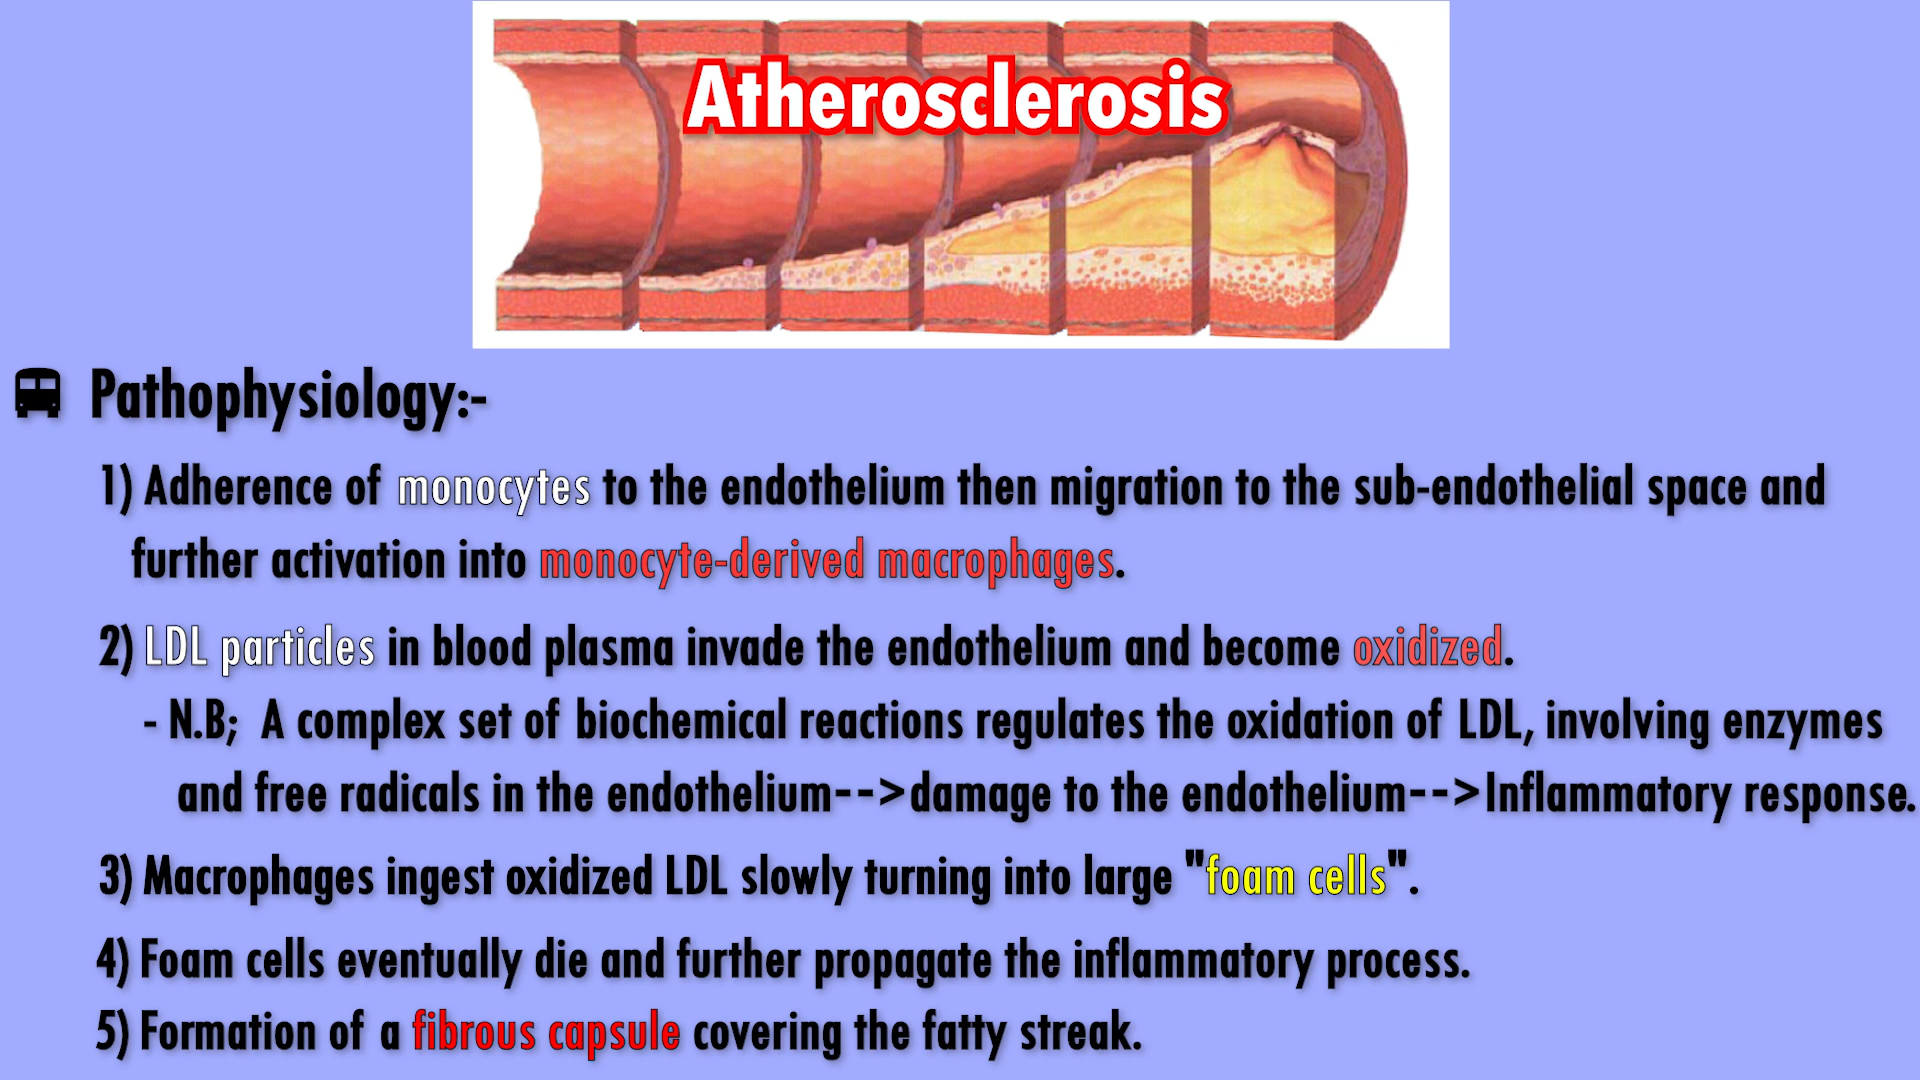 Atherosclerosis
Pathophysiology:-
1) Adherence of monocytes to the endothelium then migration to the sub-endothelial space and
further activation into monocyte-derived macrophages.
2) LDL particles in blood plasma invade the endothelium and become oxidized.
- N.B;  A complex set of biochemical reactions regulates the oxidation of LDL, involving enzymes
and free radicals in the endothelium-->damage to the endothelium-->Inflammatory response.
3) Macrophages ingest oxidized LDL slowly turning into large "foam cells".
4) Foam cells eventually die and further propagate the inflammatory process.
5) Formation of a fibrous capsule covering the fatty streak.